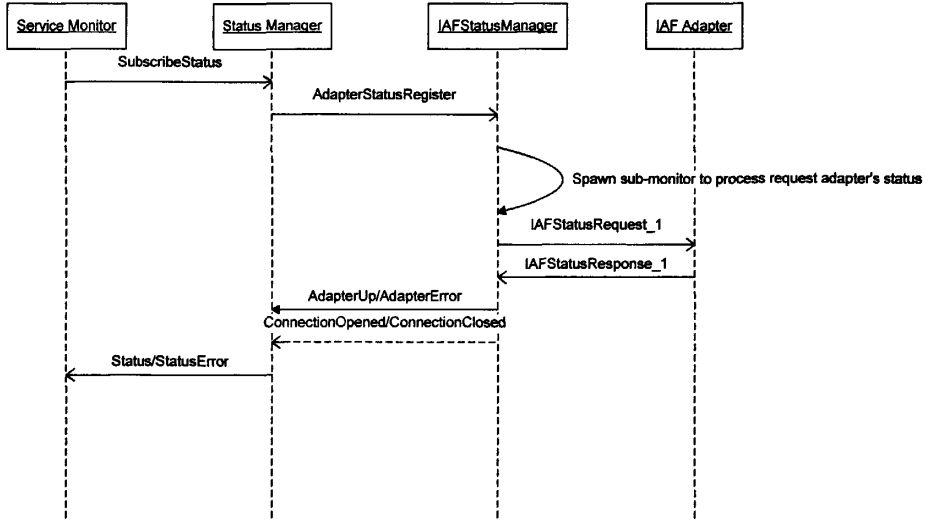 Service Monitor
Status Manager
IAFStatusManager
IAF Adapter
SubscribeStatus
AdapterStatusRegister
Spawn sub-monitor to process request adapter's status
IAFStatusRequest_1
IAFStatusResponse_1
AdapterUp/AdapterError
ConnectionOpened/ConnectionClosed
Status/StatusError